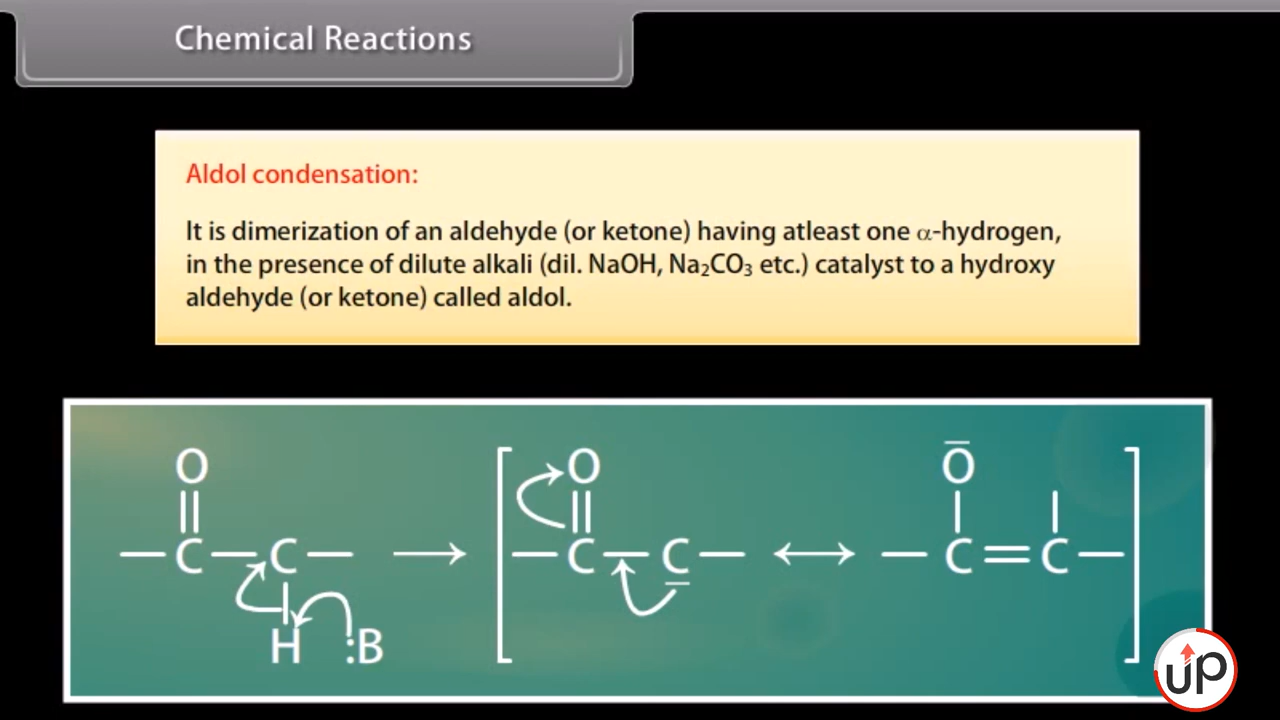 Chemical Reactions
Aldol condensation:
It is dimerization of an aldehyde (or ketone) having atleast one α-hydrogen,
in the presence of dilute alkali (dil. NaOH, Na₂CO₃ etc.) catalyst to a hydroxy
aldehyde (or ketone) called aldol.
O O O
C C C C C C
H :B
UP